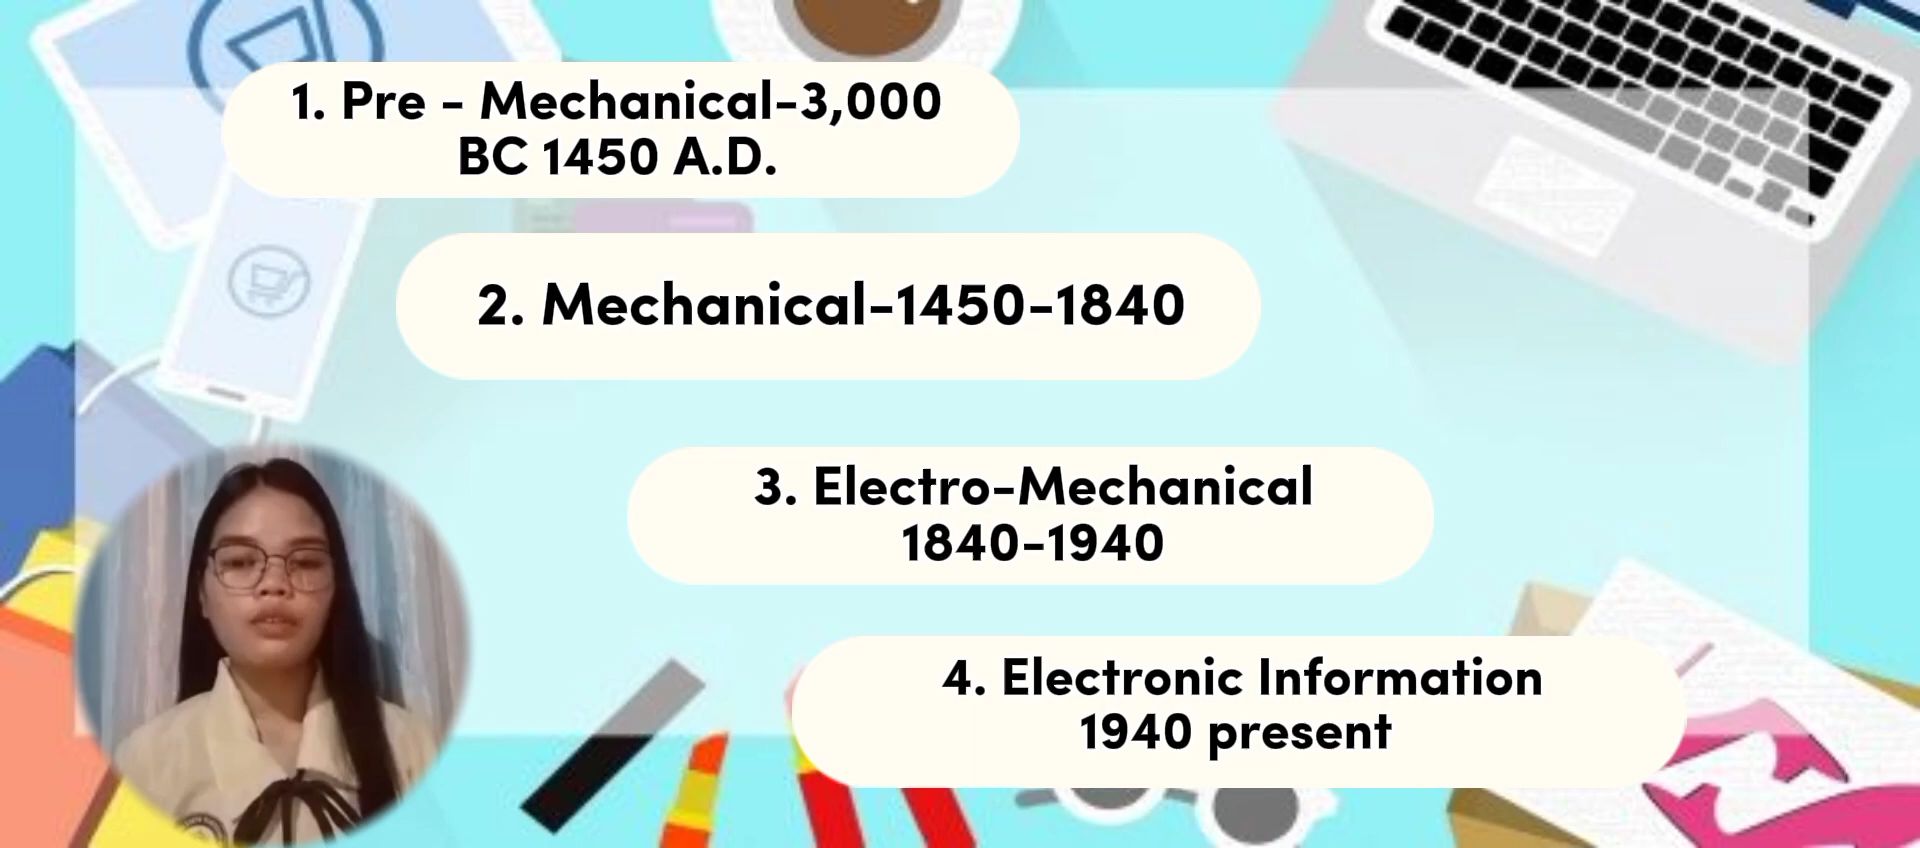 1. Pre - Mechanical-3,000
BC 1450 A.D.
2. Mechanical-1450-1840
3. Electro-Mechanical
1840-1940
4. Electronic Information
1940 present